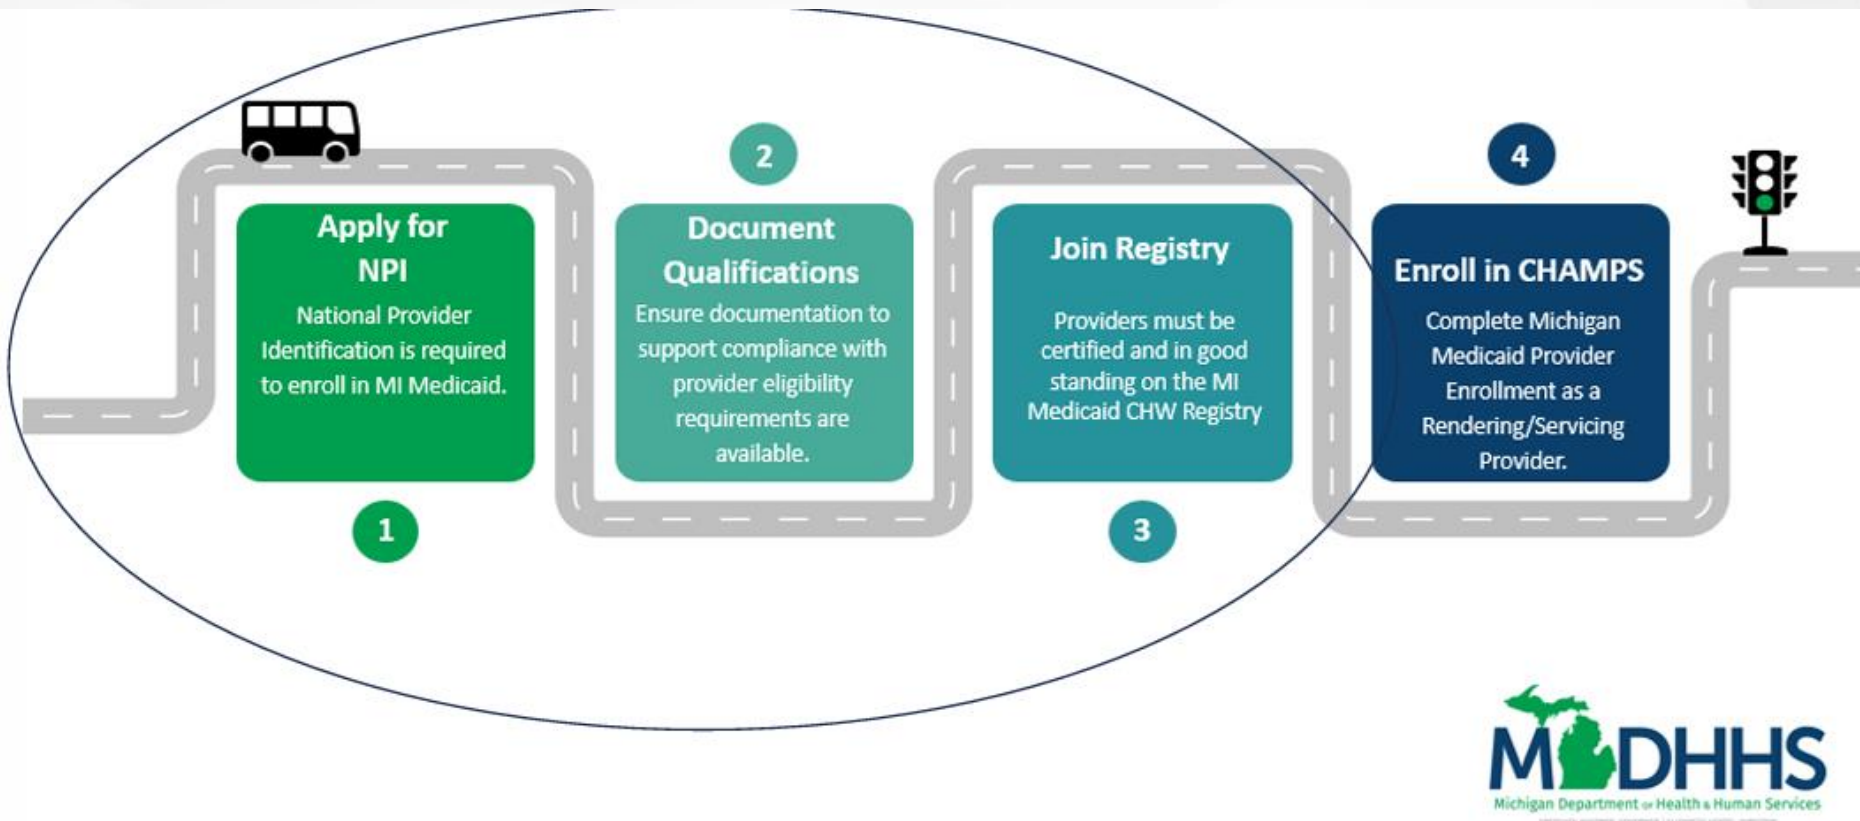 Apply for
NPI
National Provider
Identification is required
to enroll in MI Medicaid.
1
2
Document
Qualifications
Ensure documentation to
support compliance with
provider eligibility
requirements are
available.
Join Registry
Providers must be
certified and in good
standing on the MI
Medicaid CHW Registry
3
4
Enroll in CHAMPS
Complete Michigan
Medicaid Provider
Enrollment as a
Rendering/Servicing
Provider.
MDHHS
Michigan Department of Health & Human Services